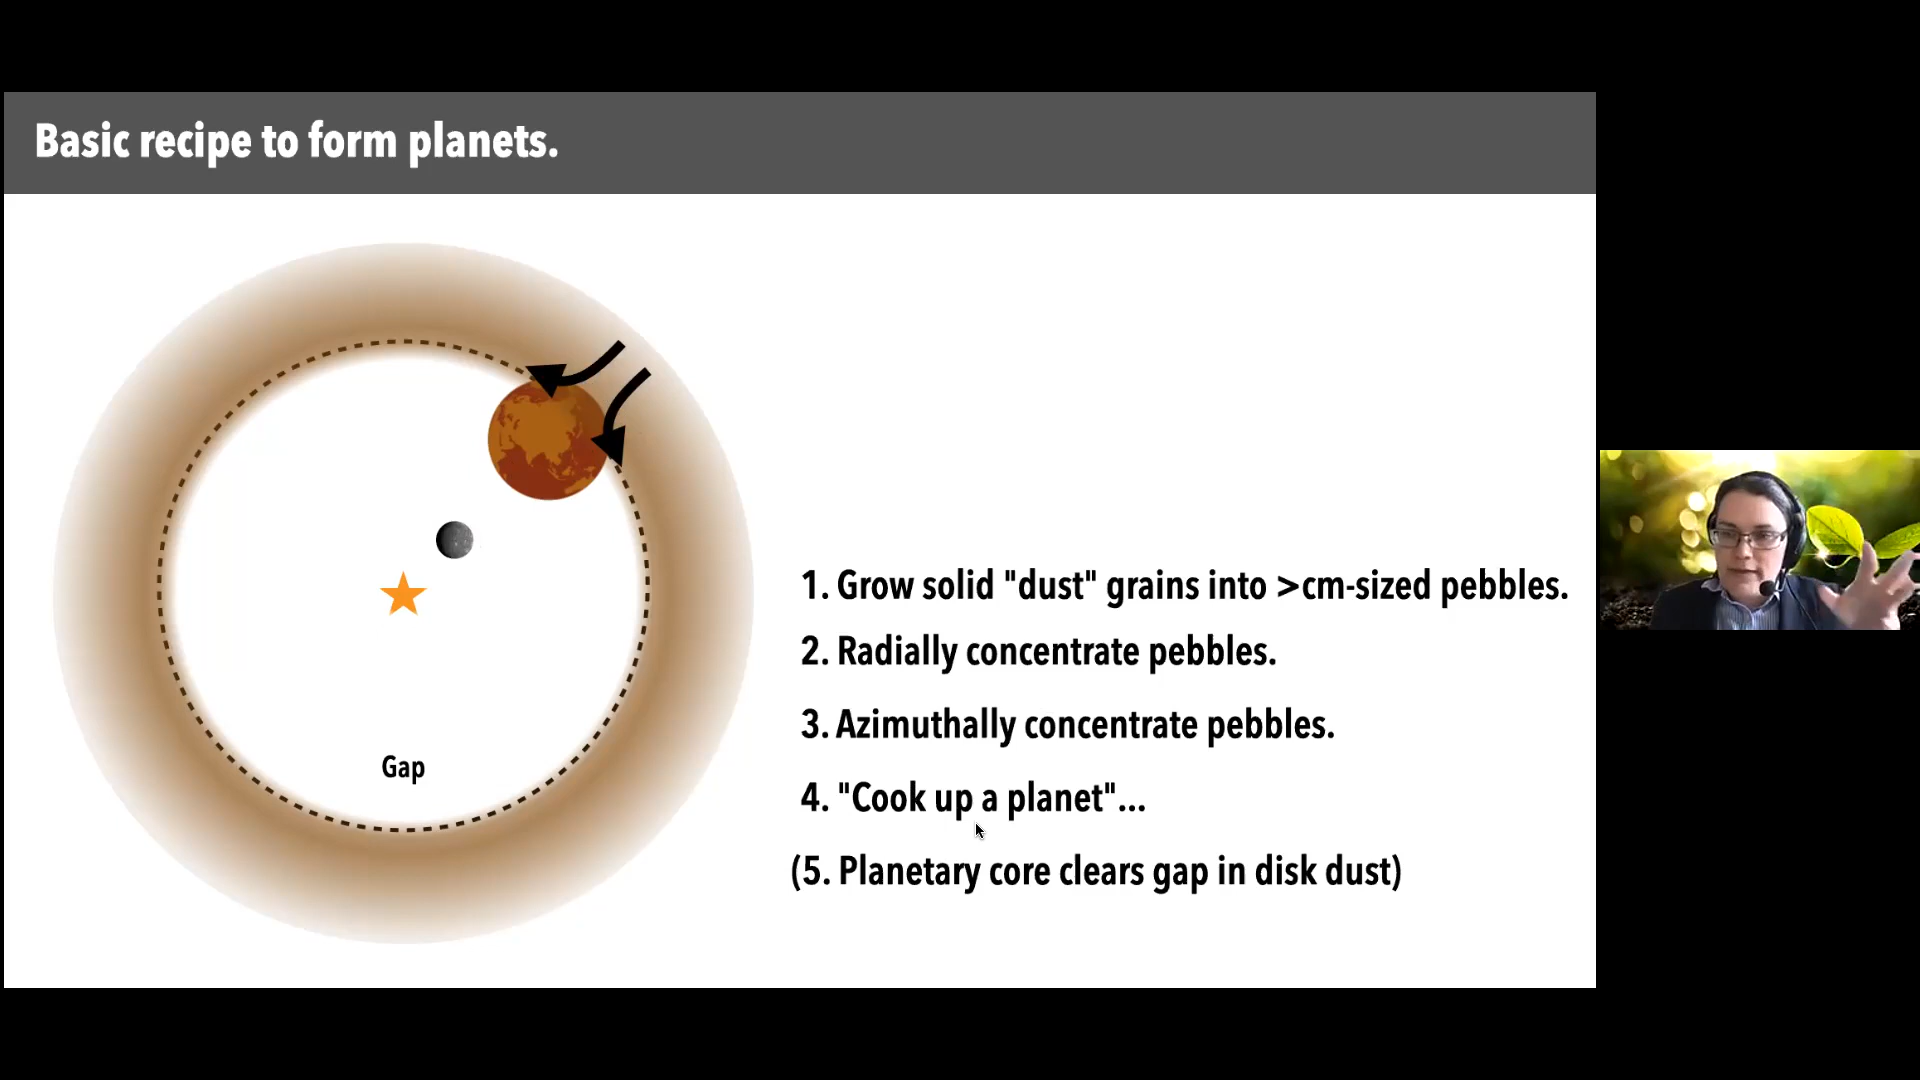 Basic recipe to form planets.
Gap
1. Grow solid "dust" grains into >cm-sized pebbles.
2. Radially concentrate pebbles.
3. Azimuthally concentrate pebbles.
4. "Cook up a planet"...
(5. Planetary core clears gap in disk dust)